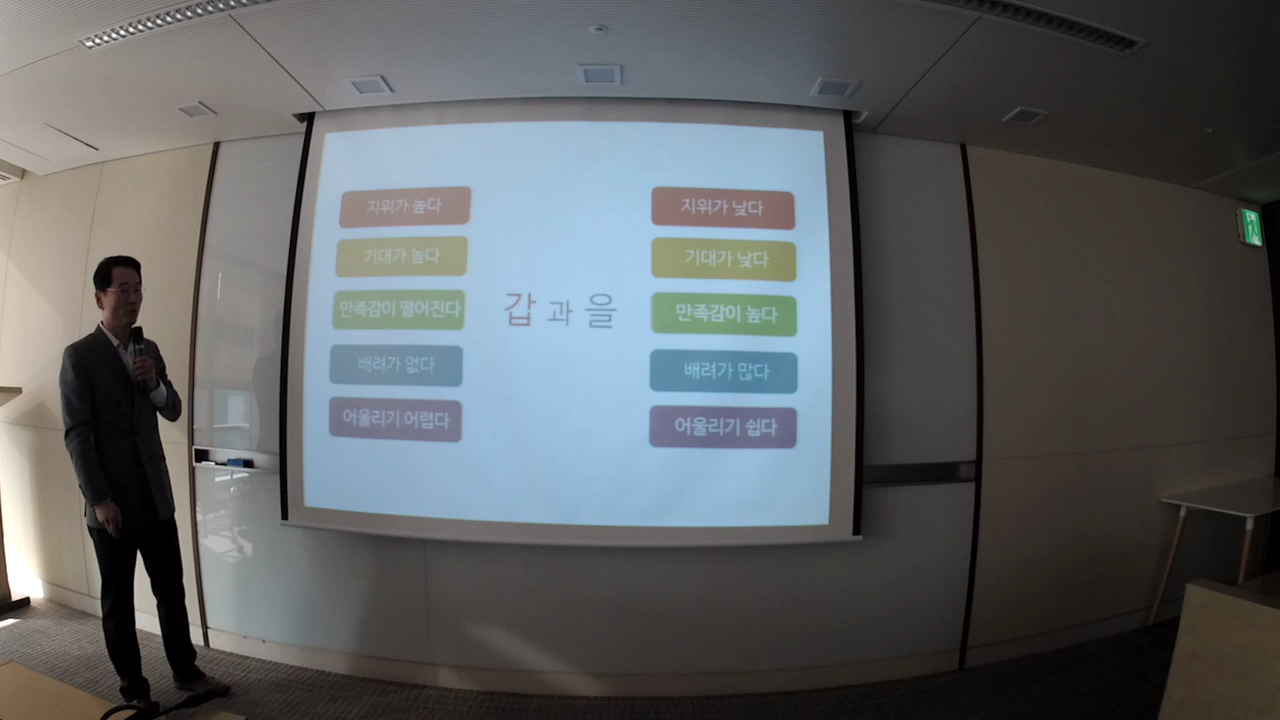 지위가 높다
기대가 높다
만족감이 떨어진다
배려가 없다
어울리기 어렵다
갑과 을
지위가 낮다
기대가 낮다
만족감이 높다
배려가 많다
어울리기 쉽다